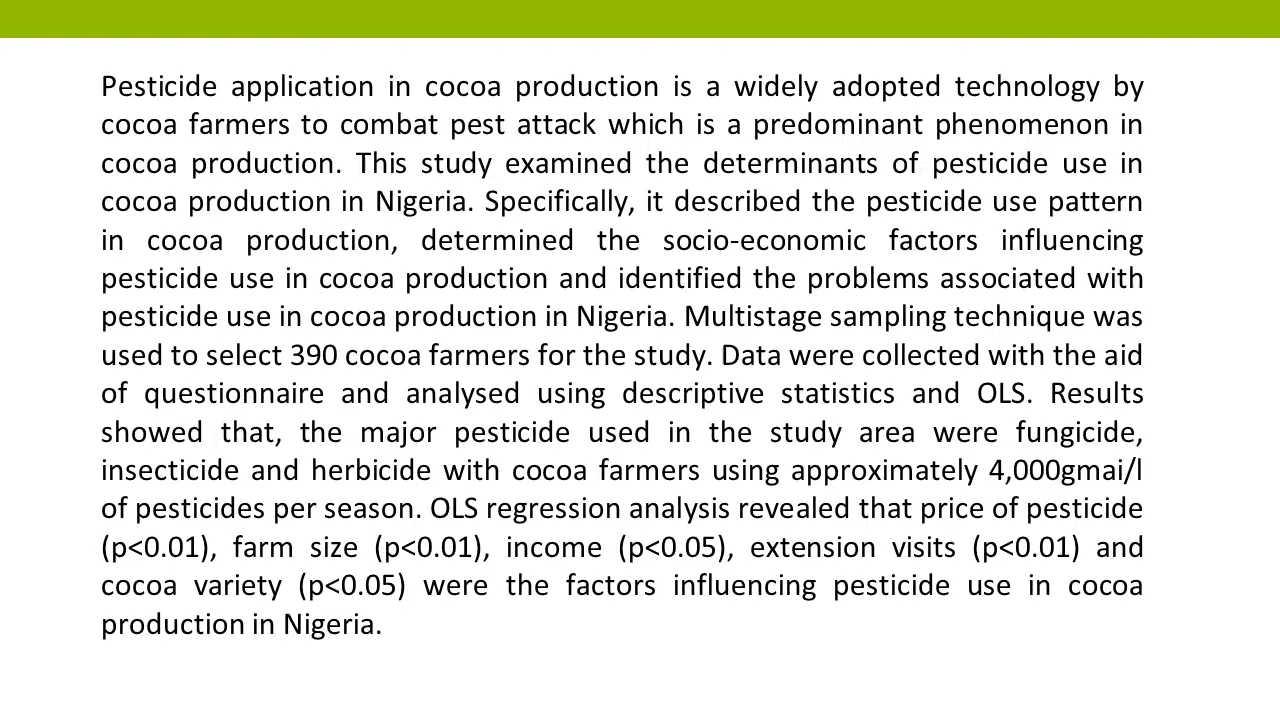 Pesticide application in cocoa production is a widely adopted technology by
cocoa farmers to combat pest attack which is a predominant phenomenon in
cocoa production. This study examined the determinants of pesticide use in
cocoa production in Nigeria. Specifically, it described the pesticide use pattern
in cocoa production, determined the socio-economic factors influencing
pesticide use in cocoa production and identified the problems associated with
pesticide use in cocoa production in Nigeria. Multistage sampling technique was
used to select 390 cocoa farmers for the study. Data were collected with the aid
of questionnaire and analysed using descriptive statistics and OLS. Results
showed that, the major pesticide used in the study area were fungicide,
insecticide and herbicide with cocoa farmers using approximately 4,000gmai/l
of pesticides per season. OLS regression analysis revealed that price of pesticide
(p<0.01), farm size (p<0.01), income (p<0.05), extension visits (p<0.01) and
cocoa variety (p<0.05) were the factors influencing pesticide use in cocoa
production in Nigeria.